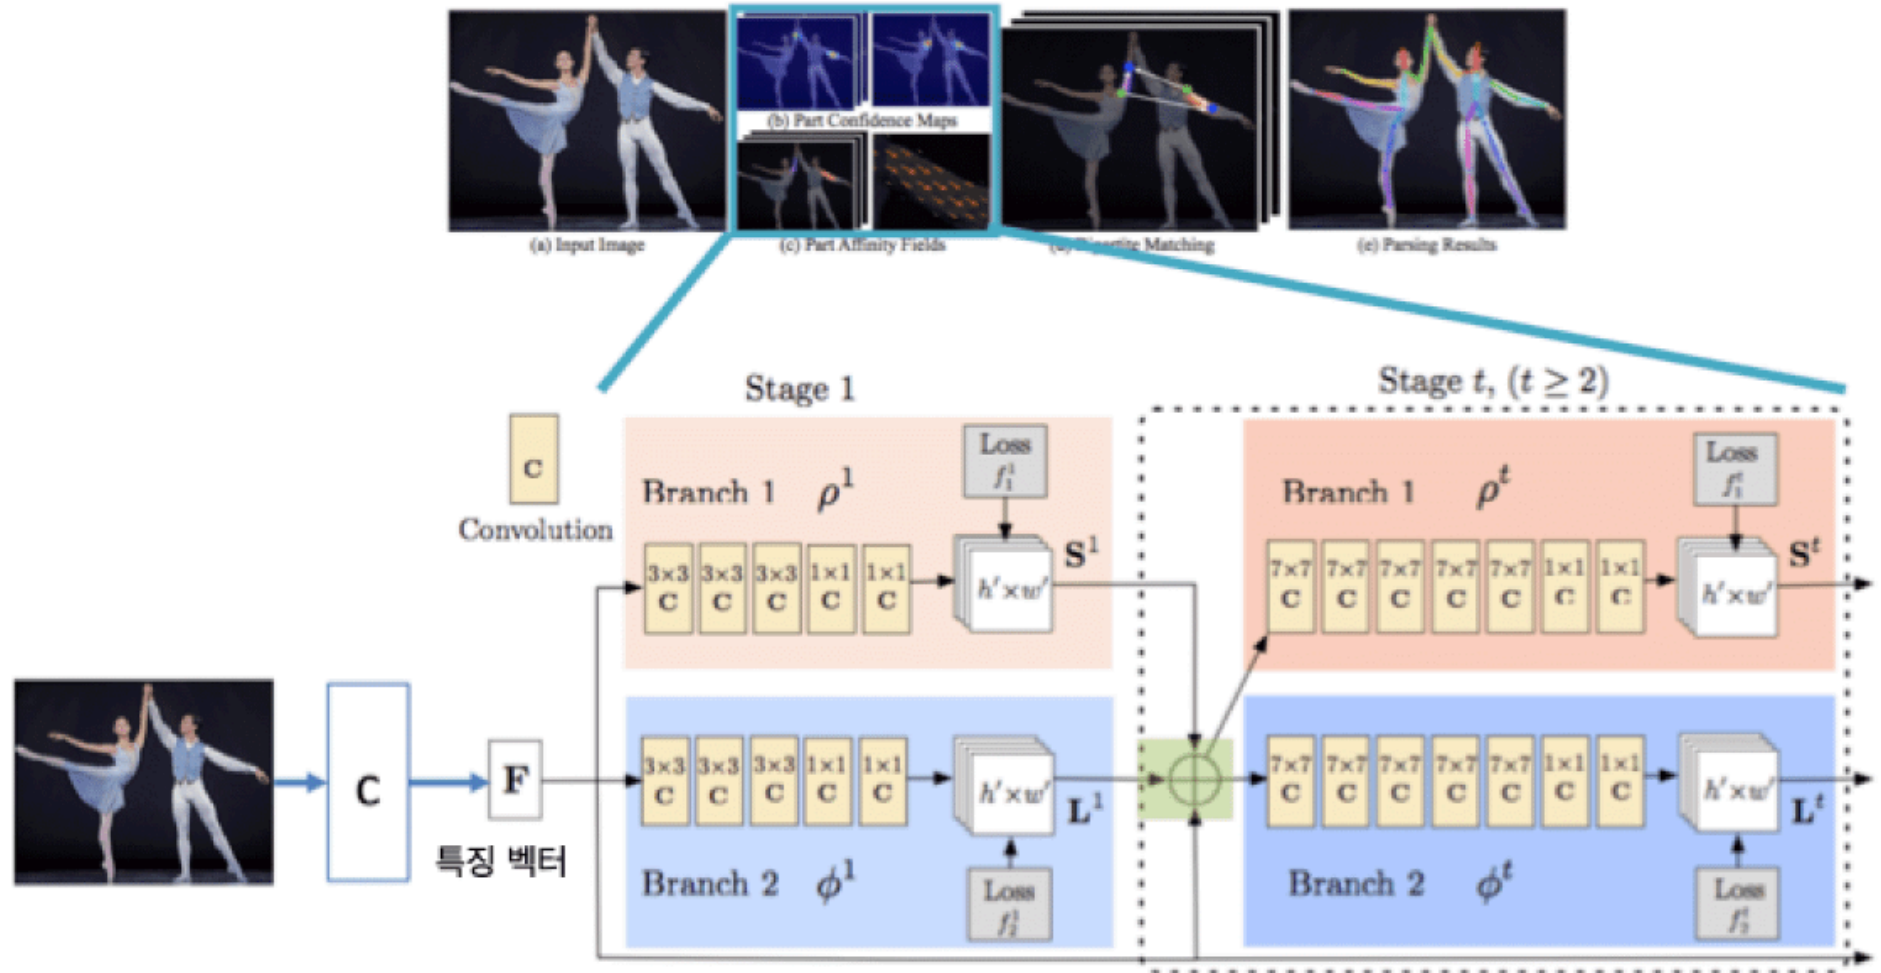 (b) Part Confidence Maps
(a) Input Image
(c) Part Affinity Fields
(d) Bipartite Matching
(e) Parsing Results
Stage 1
Stage t, (t ≥ 2)
C
Convolution
Branch 1 ρ¹
Loss
f₁¹
3×3 C 3×3 C 3×3 C 1×1 C 1×1 C
h′×w′
S¹
Branch 1 ρᵗ
Loss
f₁ᵗ
7×7 C 7×7 C 7×7 C 7×7 C 7×7 C 1×1 C 1×1 C
h′×w′
Sᵗ
C
F
특징 벡터
3×3 C 3×3 C 3×3 C 1×1 C 1×1 C
h′×w′
L¹
Branch 2 ϕ¹
Loss
f₂¹
7×7 C 7×7 C 7×7 C 7×7 C 7×7 C 1×1 C 1×1 C
h′×w′
Lᵗ
Branch 2 ϕᵗ
Loss
f₂ᵗ